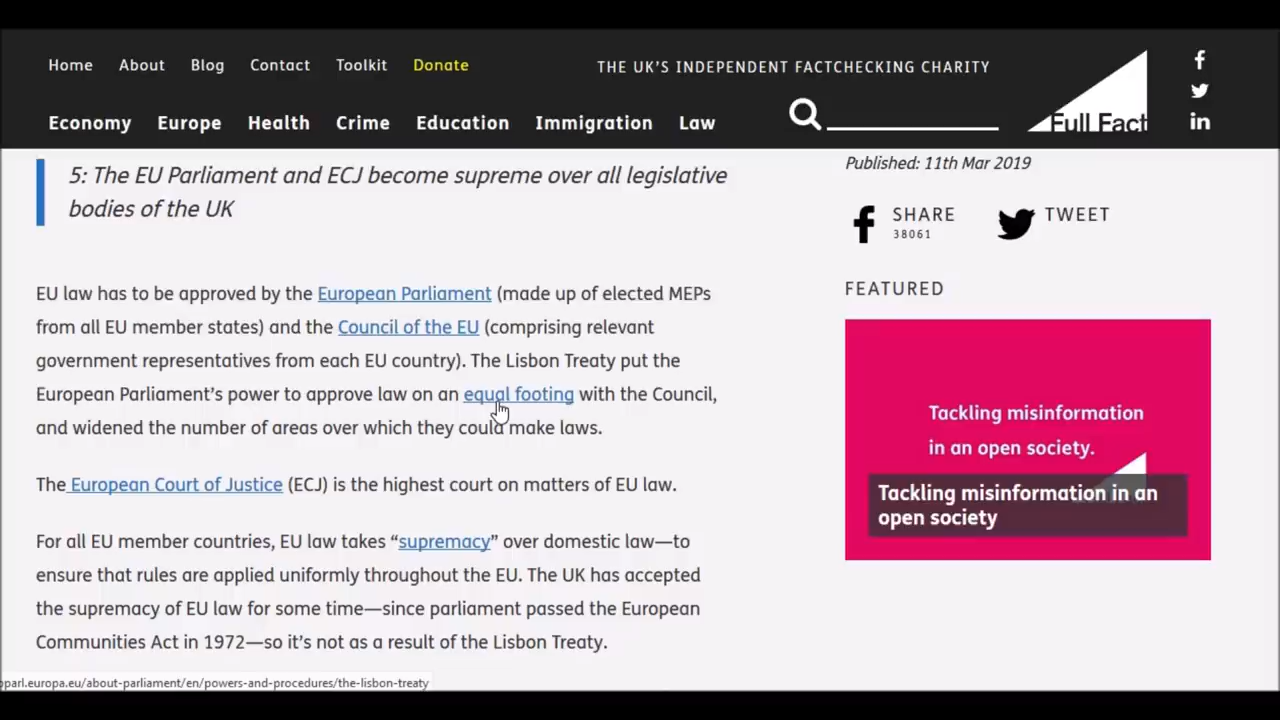 Home About Blog Contact Toolkit Donate
THE UK'S INDEPENDENT FACTCHECKING CHARITY
Economy Europe Health Crime Education Immigration Law
Full Fact
5: The EU Parliament and ECJ become supreme over all legislative
bodies of the UK
EU law has to be approved by the European Parliament (made up of elected MEPs
from all EU member states) and the Council of the EU (comprising relevant
government representatives from each EU country). The Lisbon Treaty put the
European Parliament's power to approve law on an equal footing with the Council,
and widened the number of areas over which they could make laws.
The European Court of Justice (ECJ) is the highest court on matters of EU law.
For all EU member countries, EU law takes “supremacy” over domestic law—to
ensure that rules are applied uniformly throughout the EU. The UK has accepted
the supremacy of EU law for some time—since parliament passed the European
Communities Act in 1972—so it's not as a result of the Lisbon Treaty.
Published: 11th Mar 2019
SHARE
38061
TWEET
FEATURED
Tackling misinformation
in an open society.
Tackling misinformation in an
open society
parl.europa.eu/about-parliament/en/powers-and-procedures/the-lisbon-treaty